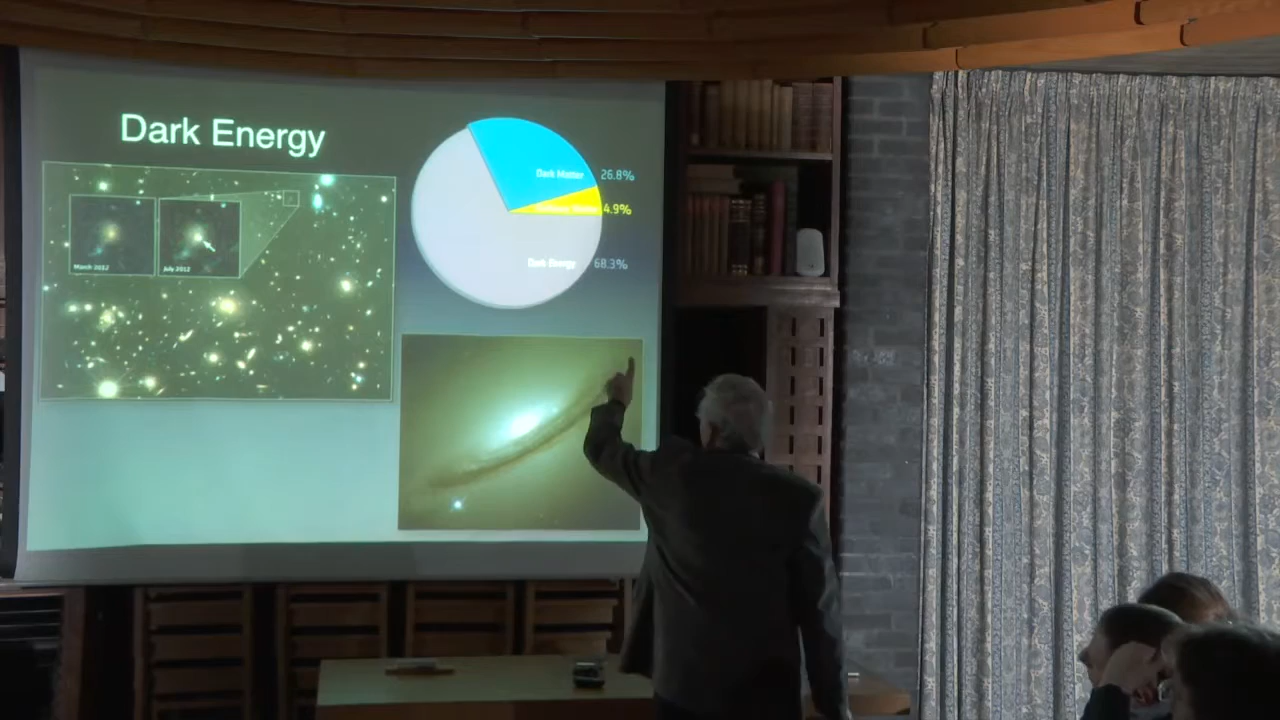 Dark Energy
March 2012
July 2012
Dark Matter 26.8%
4.9%
Dark Energy 68.3%